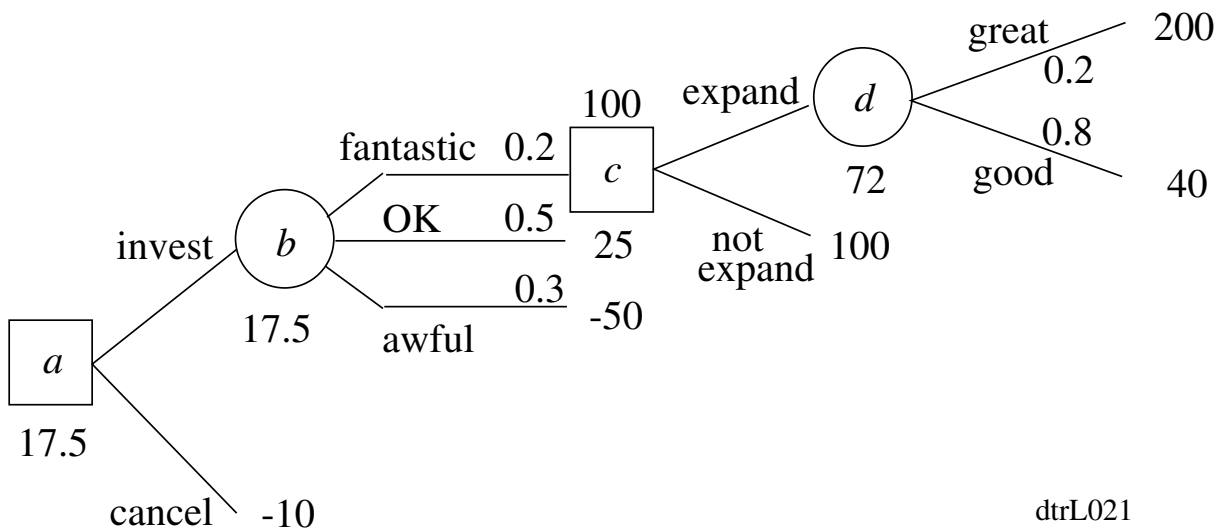 great 200
0.2
expand d
100
0.8
fantastic 0.2 c
72 good 40
OK 0.5
invest b
25 not 100
expand
0.3
-50
17.5 awful
a
17.5
cancel -10
dtrL021